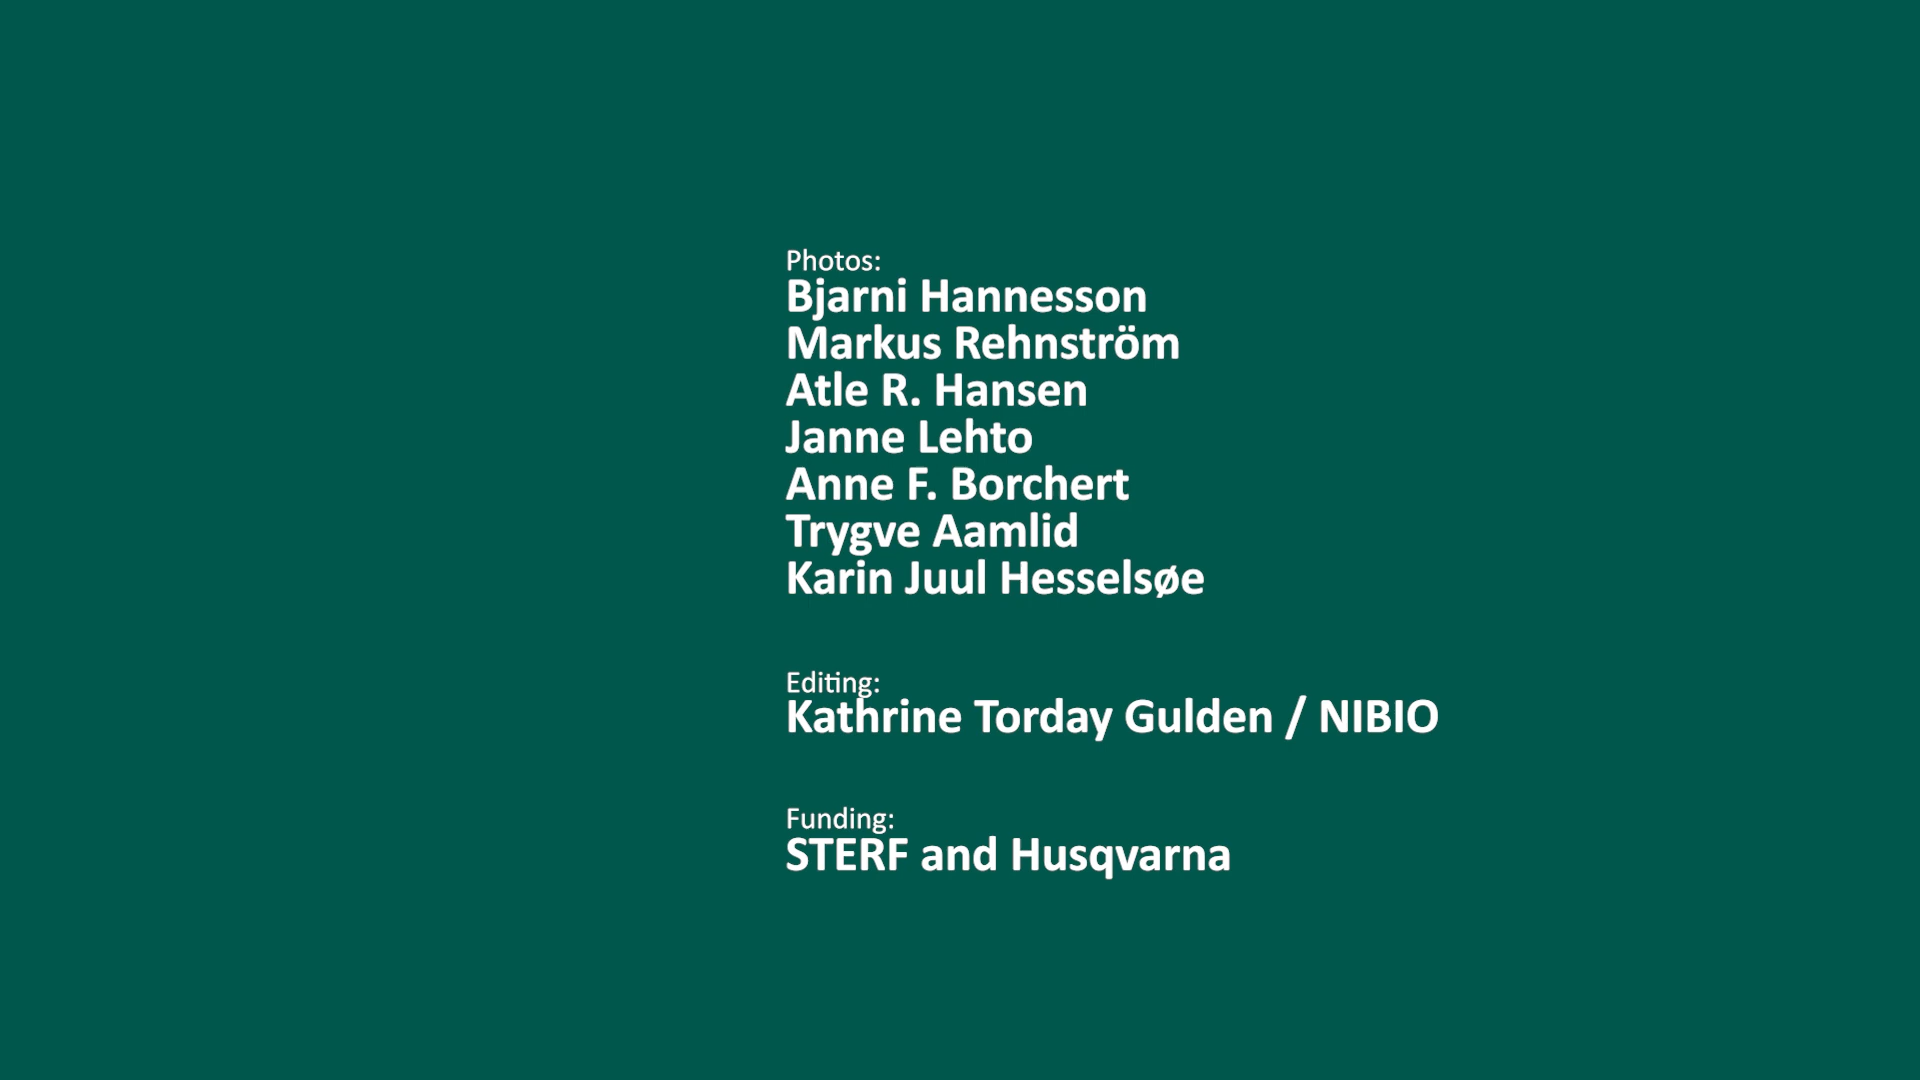 Photos:
Bjarni Hannesson
Markus Rehnström
Atle R. Hansen
Janne Lehto
Anne F. Borchert
Trygve Aamlid
Karin Juul Hesselsøe
Editing:
Kathrine Torday Gulden / NIBIO
Funding:
STERF and Husqvarna